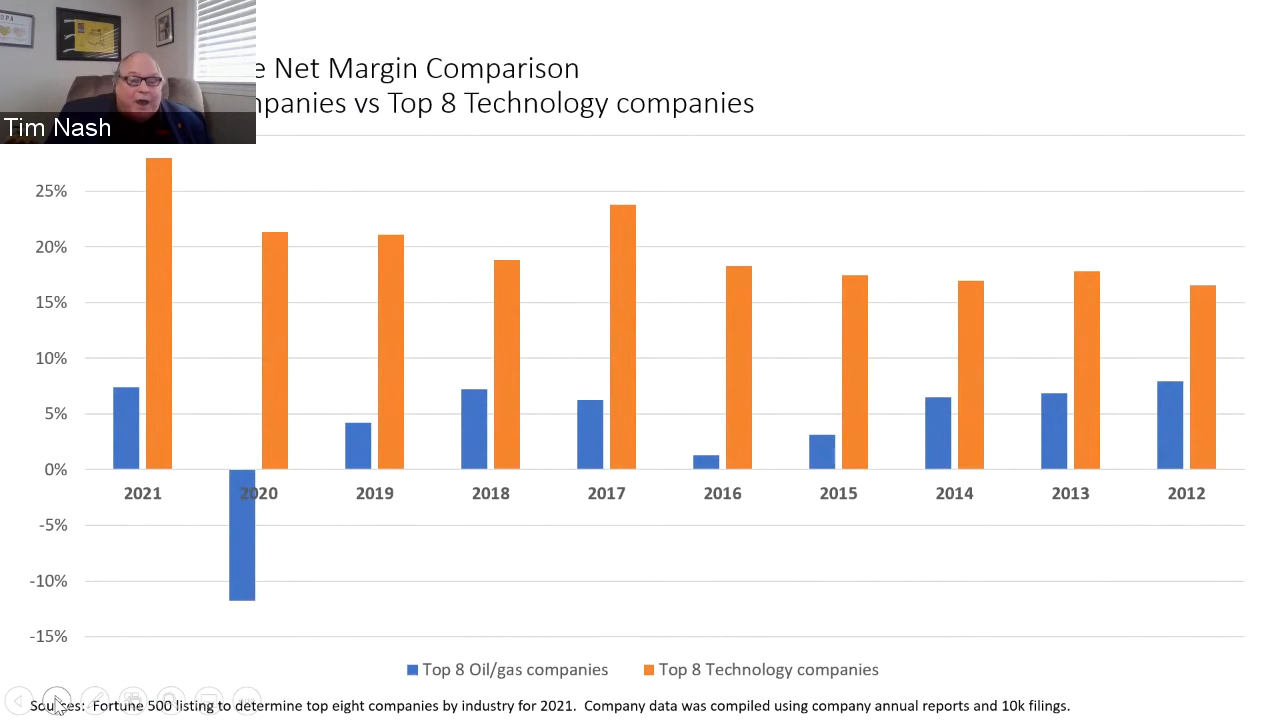 OPA
Tim Nash
Net Margin Comparison
vs Top 8 Technology companies
25%
20%
15%
10%
5%
0%
-5%
-10%
-15%
2021 2020 2019 2018 2017 2016 2015 2014 2013 2012
Top 8 Oil/gas companies Top 8 Technology companies
Sources: Fortune 500 listing to determine top eight companies by industry for 2021. Company data was compiled using company annual reports and 10k filings.